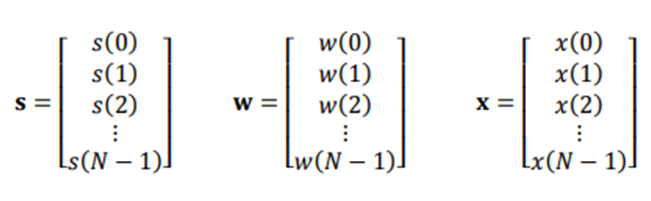 s(0) w(0) x(0)
s(1) w(1) x(1)
s = s(2) w = w(2) x = x(2)
⋮ ⋮ ⋮
s(N − 1) w(N − 1) x(N − 1)